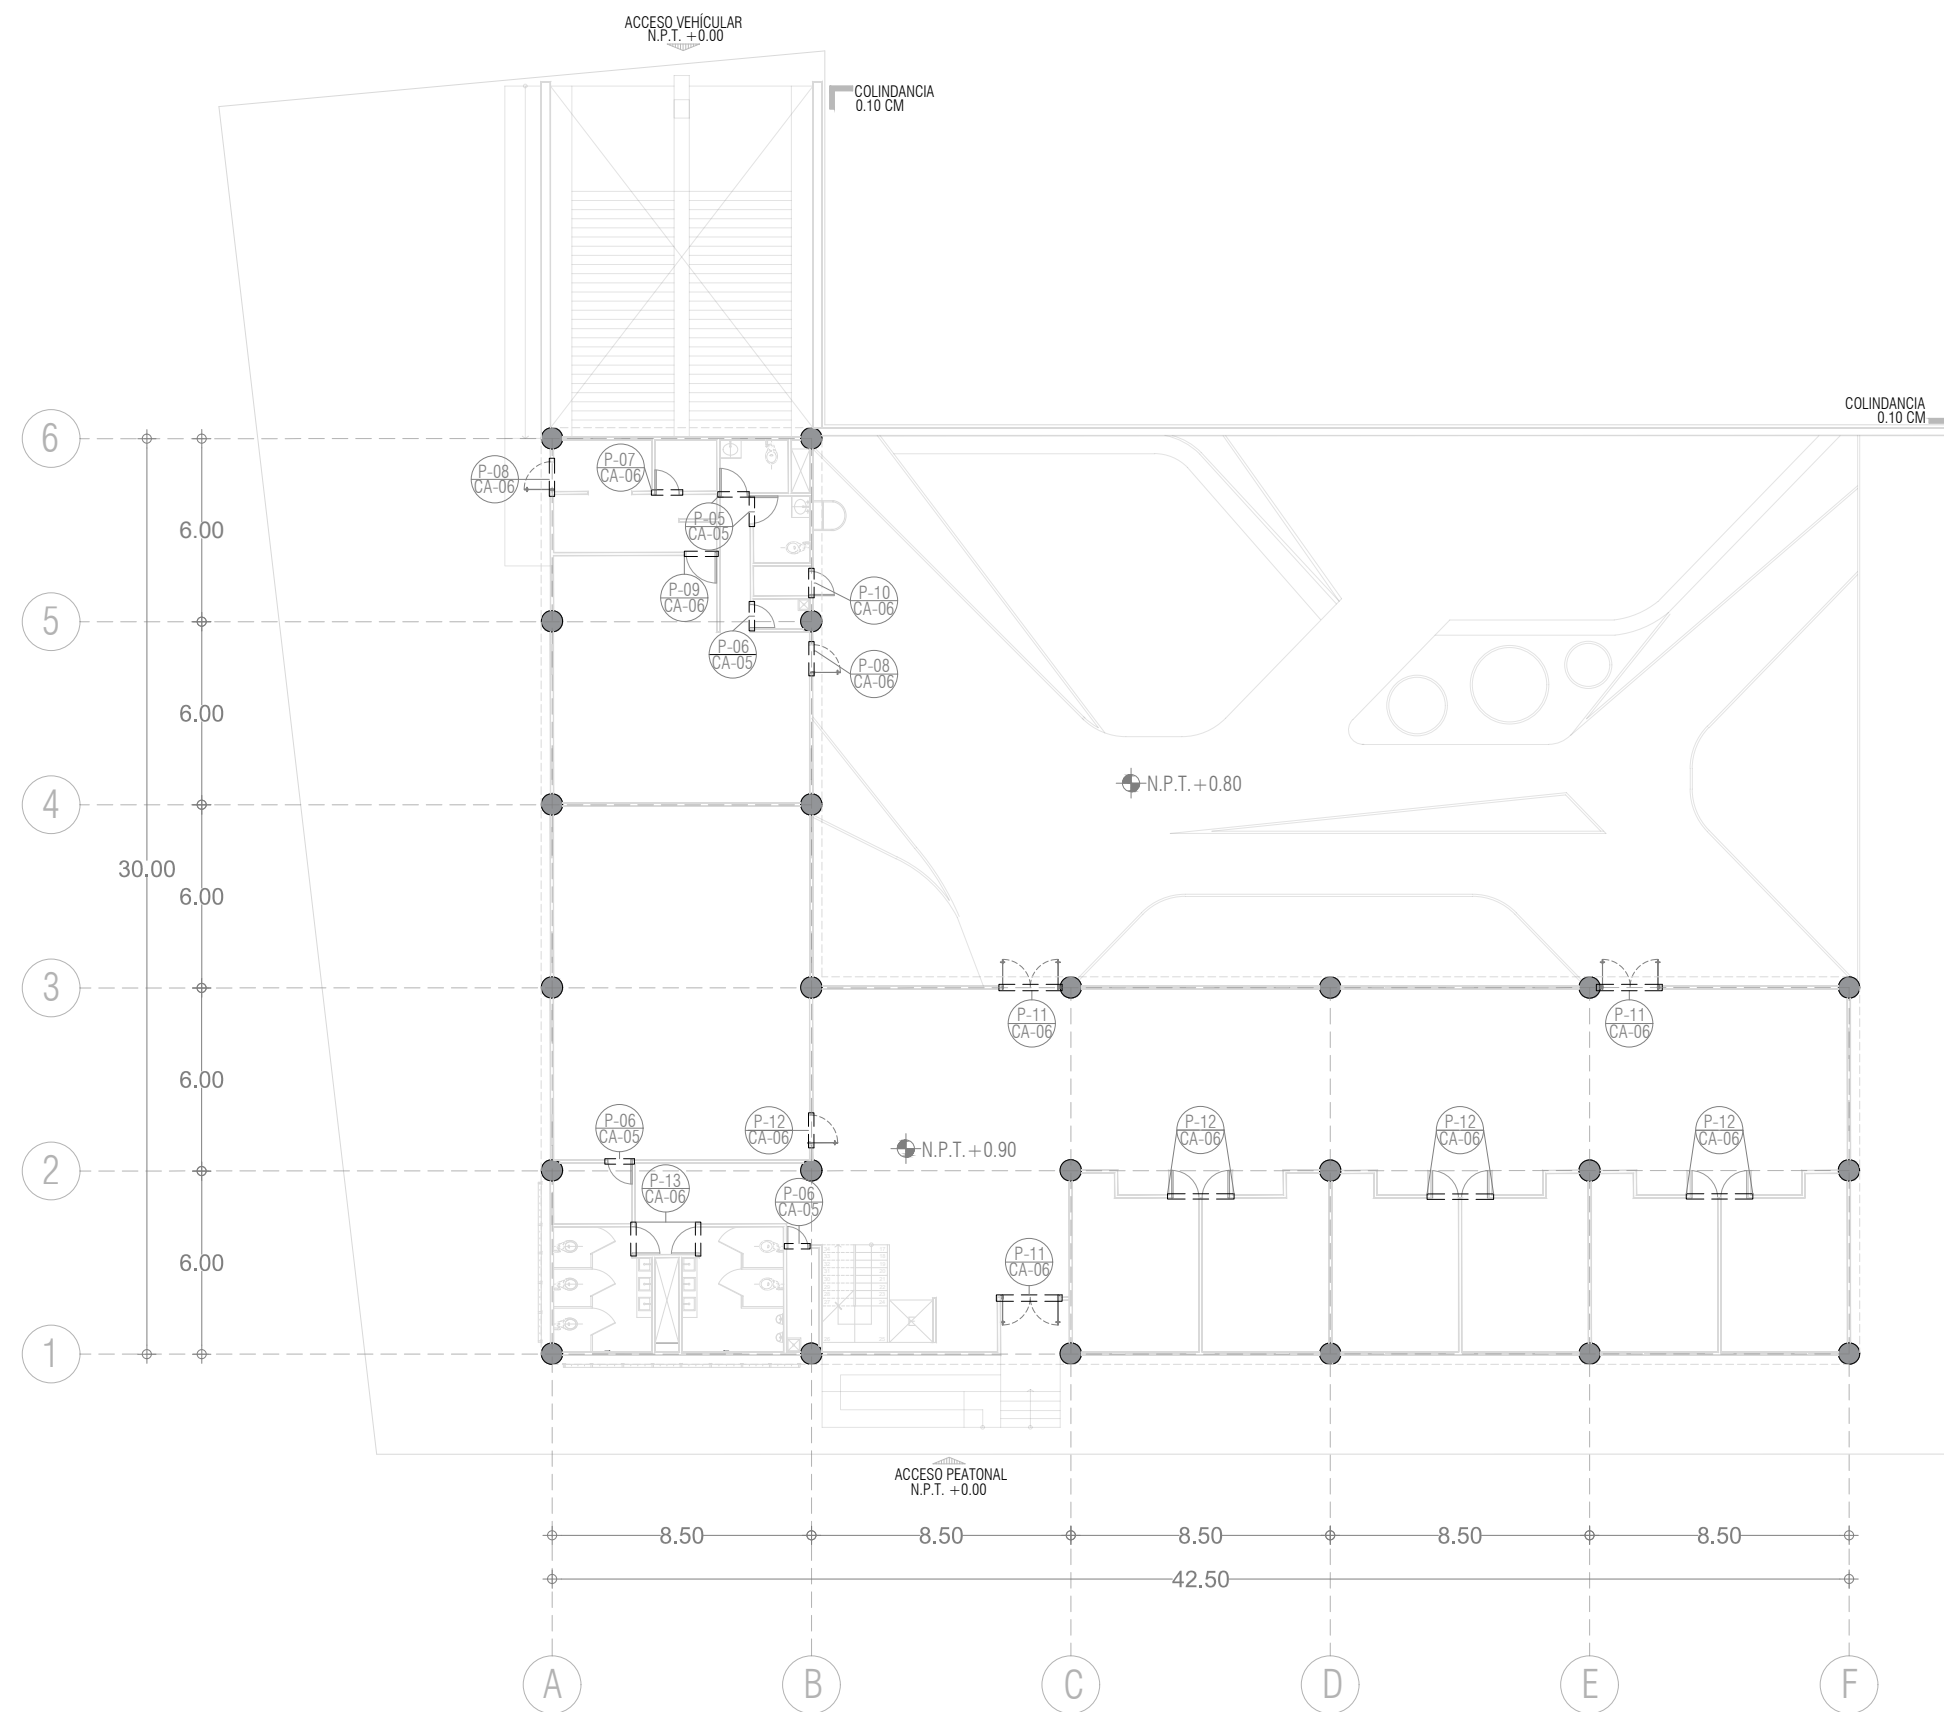 ACCESO VEHÍCULAR
N.P.T. +0.00
COLINDANCIA
0.10 CM
COLINDANCIA
0.10 CM
6
P-08
CA-06
P-07
CA-06
P-05
CA-05
6.00
P-09
CA-06
P-10
CA-06
5
P-06
CA-05
P-08
CA-06
6.00
N.P.T. +0.80
4
30.00
6.00
3
P-11
CA-06
P-11
CA-06
6.00
P-06
CA-05
P-12
CA-06
P-12
CA-06
P-12
CA-06
P-12
CA-06
N.P.T. +0.90
2
P-13
CA-06
P-06
CA-05
6.00
P-11
CA-06
1
ACCESO PEATONAL
N.P.T. +0.00
8.50
8.50
8.50
8.50
8.50
42.50
A
B
C
D
E
F